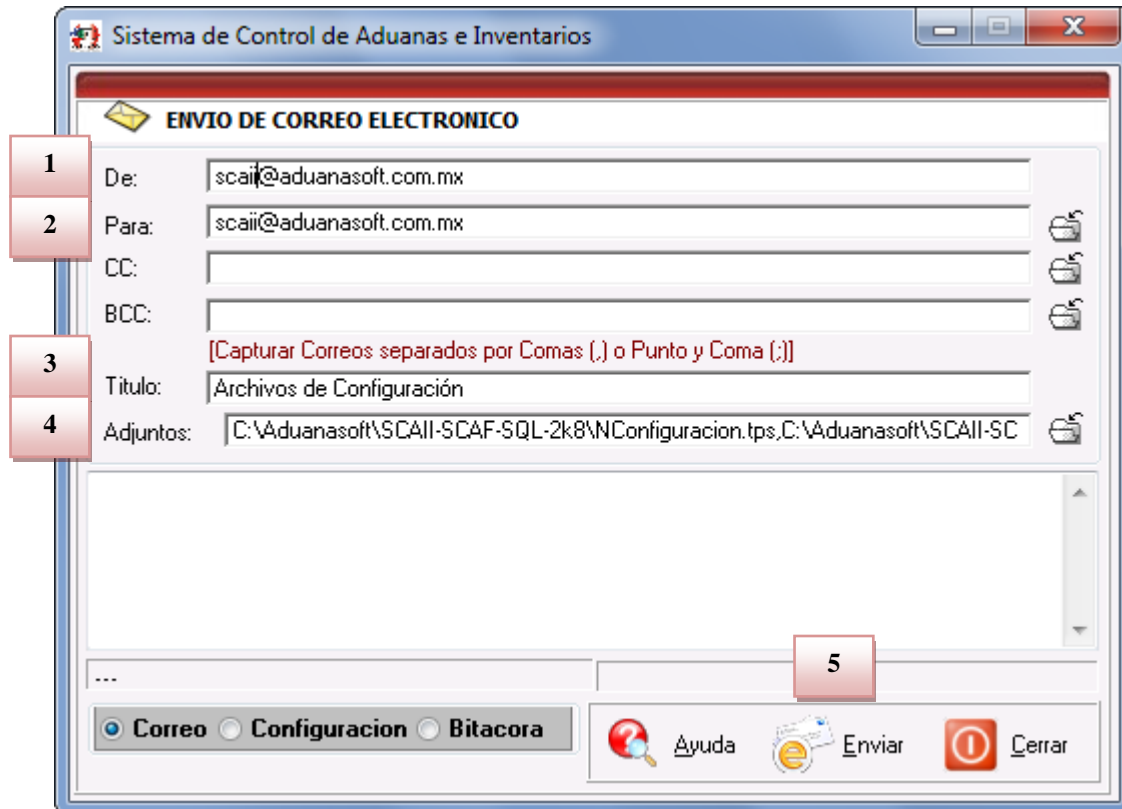 Sistema de Control de Aduanas e Inventarios
ENVIO DE CORREO ELECTRONICO
1
De: scaii@aduanasoft.com.mx
2
Para: scaii@aduanasoft.com.mx
CC:
BCC:
[Capturar Correos separados por Comas (,) o Punto y Coma (;)]
3
Titulo: Archivos de Configuración
4
Adjuntos: C:\Aduanasoft\SCAII-SCAF-SQL-2k8\NConfiguracion.tps,C:\Aduanasoft\SCAII-SC
5
...
Correo Configuracion Bitacora
Ayuda Enviar Cerrar